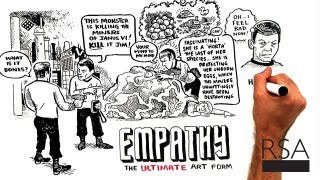 WHAT
IS IT
BONES?
THIS MONSTER
IS KILLING THE
MINERS OF
JANUS VI!
KILL IT JIM!
YOUR
MIND TO
MY MIND
FASCINATING!
SHE IS A HORTA
THE LAST OF HER
SPECIES... SHE IS
PROTECTING
HER UNBORN
EGGS, WHICH
THE MINERS
UNWITTINGLY
HAVE BEEN
DESTROYING
OH... I
FEEL
BAD
NOW!
H
EMPATHY
THE ULTIMATE ART FORM
RSA